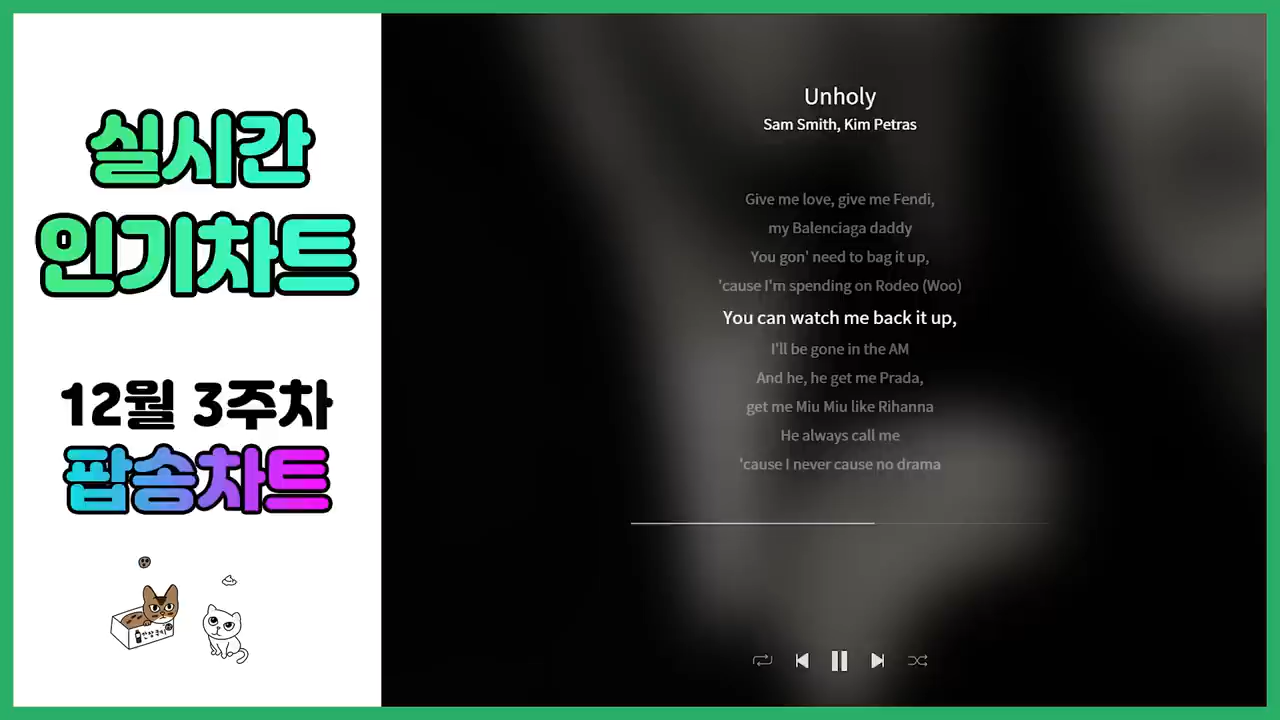 실시간
인기차트
12월 3주차
팝송차트
Unholy
Sam Smith, Kim Petras
Give me love, give me Fendi,
my Balenciaga daddy
You gon' need to bag it up,
'cause I'm spending on Rodeo (Woo)
You can watch me back it up,
I'll be gone in the AM
And he, he get me Prada,
get me Miu Miu like Rihanna
He always call me
'cause I never cause no drama